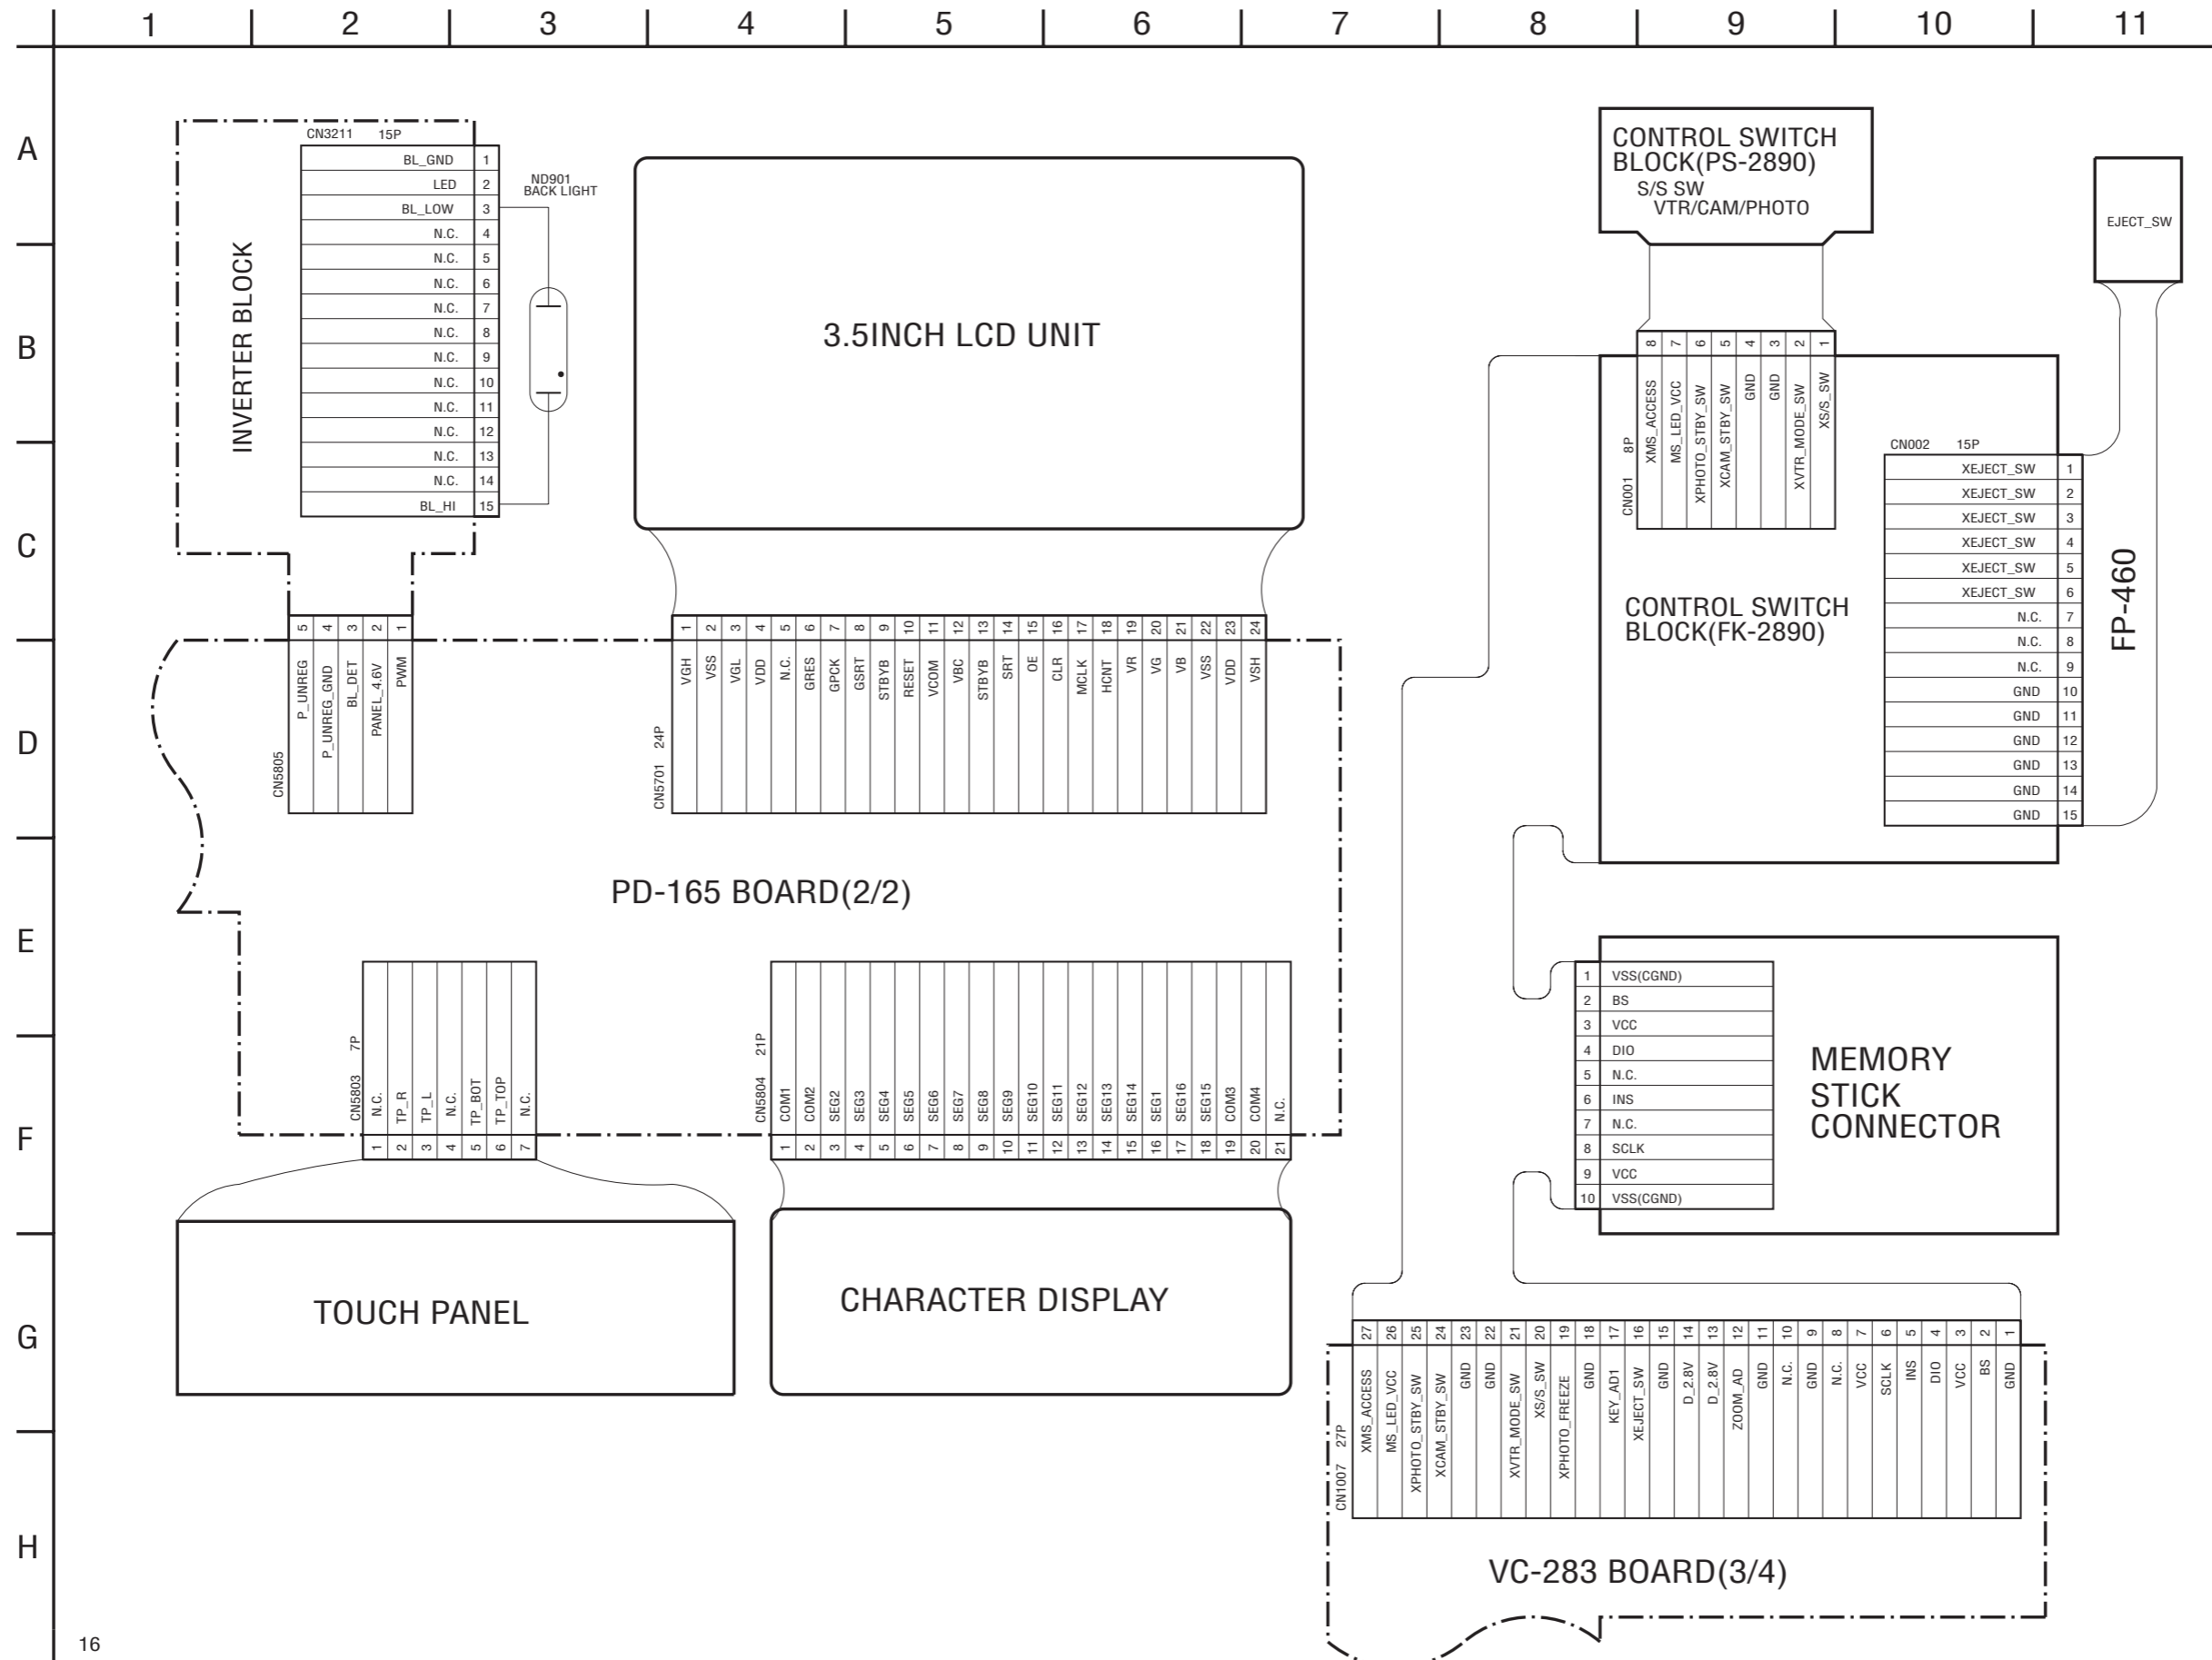 1 2 3 4 5 6 7 8 9 10 11
A
B
C
D
E
F
G
H
CN3211 15P
BL_GND 1
LED 2
BL_LOW 3
N.C. 4
N.C. 5
N.C. 6
N.C. 7
N.C. 8
N.C. 9
N.C. 10
N.C. 11
N.C. 12
N.C. 13
N.C. 14
BL_HI 15
INVERTER BLOCK
ND901
BACK LIGHT
3.5INCH LCD UNIT
CONTROL SWITCH
BLOCK(PS-2890)
S/S SW
VTR/CAM/PHOTO
EJECT_SW
CN001 8P
8 XMS_ACCESS
7 MS_LED_VCC
6 XPHOTO_STBY_SW
5 XCAM_STBY_SW
4 GND
3 GND
2 XVTR_MODE_SW
1 XS/S_SW
CONTROL SWITCH
BLOCK(FK-2890)
CN002 15P
XEJECT_SW 1
XEJECT_SW 2
XEJECT_SW 3
XEJECT_SW 4
XEJECT_SW 5
XEJECT_SW 6
N.C. 7
N.C. 8
N.C. 9
GND 10
GND 11
GND 12
GND 13
GND 14
GND 15
FP-460
CN5805
5 P_UNREG
4 P_UNREG_GND
3 BL_DET
2 PANEL_4.6V
1 PWM
CN5701 24P
1 VGH
2 VSS
3 VGL
4 VDD
5 N.C.
6 GRES
7 GPCK
8 GSRT
9 STBYB
10 RESET
11 VCOM
12 VBC
13 STBYB
14 SRT
15 OE
16 CLR
17 MCLK
18 HCNT
19 VR
20 VG
21 VB
22 VSS
23 VDD
24 VSH
PD-165 BOARD(2/2)
CN5803 7P
1 N.C.
2 TP_R
3 TP_L
4 N.C.
5 TP_BOT
6 TP_TOP
7 N.C.
CN5804 21P
1 COM1
2 COM2
3 SEG2
4 SEG3
5 SEG4
6 SEG5
7 SEG6
8 SEG7
9 SEG8
10 SEG9
11 SEG10
12 SEG11
13 SEG12
14 SEG13
15 SEG14
16 SEG1
17 SEG16
18 SEG15
19 COM3
20 COM4
21 N.C.
1 VSS(CGND)
2 BS
3 VCC
4 DIO
5 N.C.
6 INS
7 N.C.
8 SCLK
9 VCC
10 VSS(CGND)
MEMORY
STICK
CONNECTOR
TOUCH PANEL
CHARACTER DISPLAY
CN1007 27P
27 XMS_ACCESS
26 MS_LED_VCC
25 XPHOTO_STBY_SW
24 XCAM_STBY_SW
23 GND
22 GND
21 XVTR_MODE_SW
20 XS/S_SW
19 XPHOTO_FREEZE
18 GND
17 KEY_AD1
16 XEJECT_SW
15 GND
14 D_2.8V
13 D_2.8V
12 ZOOM_AD
11 GND
10 N.C.
9 GND
8 N.C.
7 VCC
6 SCLK
5 INS
4 DIO
3 VCC
2 BS
1 GND
VC-283 BOARD(3/4)
16